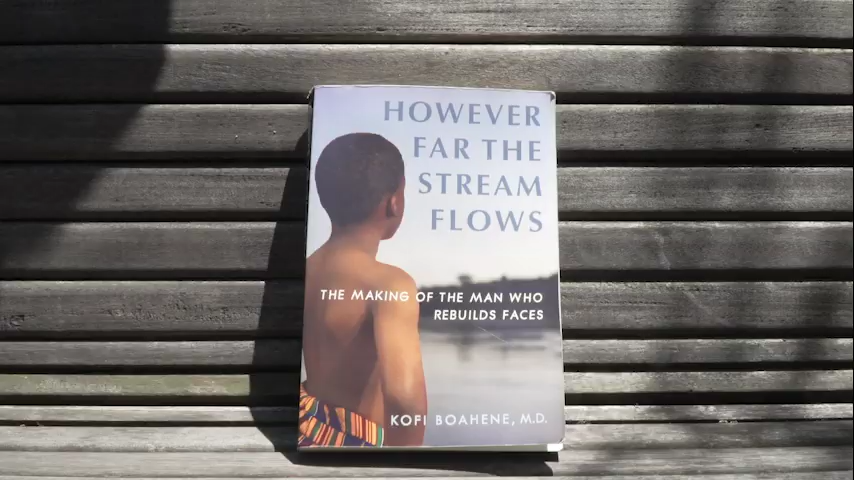 HOWEVER
FAR THE
STREAM
FLOWS
THE MAKING OF THE MAN WHO
REBUILDS FACES
KOFI BOAHENE, M.D.